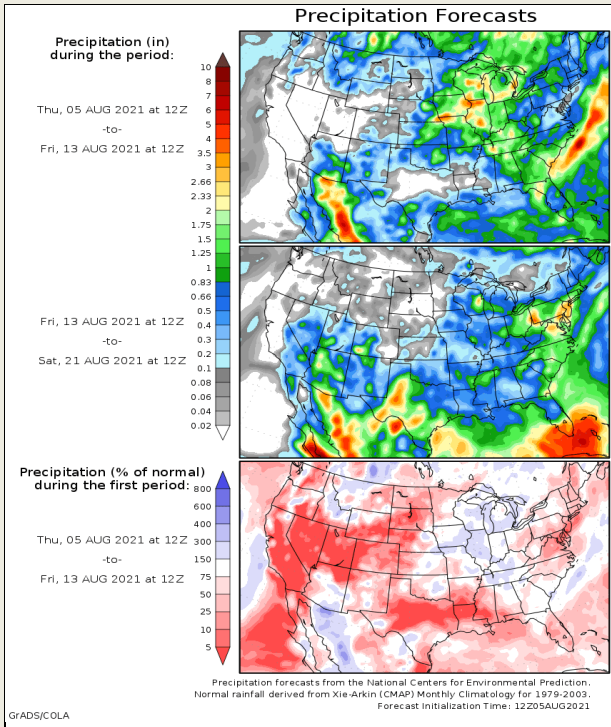 Precipitation Forecasts
Precipitation (in)
during the period:
Thu, 05 AUG 2021 at 12Z
-to-
Fri, 13 AUG 2021 at 12Z
10
8
7
6
5
4
3.5
3
2.66
2.33
2
1.75
1.5
1.25
1
0.83
0.66
0.5
0.4
0.3
0.2
0.1
0.08
0.06
0.04
0.02
Fri, 13 AUG 2021 at 12Z
-to-
Sat, 21 AUG 2021 at 12Z
Precipitation (% of normal)
during the first period:
Thu, 05 AUG 2021 at 12Z
-to-
Fri, 13 AUG 2021 at 12Z
800
600
400
300
150
75
50
25
10
5
Precipitation forecasts from the National Centers for Environmental Prediction.
Normal rainfall derived from Xie-Arkin (CMAP) Monthly Climatology for 1979-2003.
Forecast Initialization Time: 12Z05AUG2021
GrADS/COLA